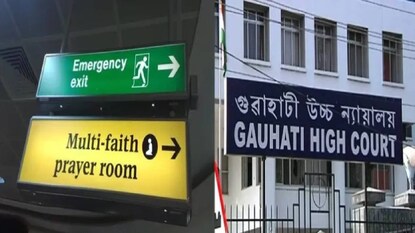 Emergency
exit
Multi-faith
prayer room
গুৱাহাটী উচ্চ ন্যায়ালয়
GAUHATI HIGH COURT